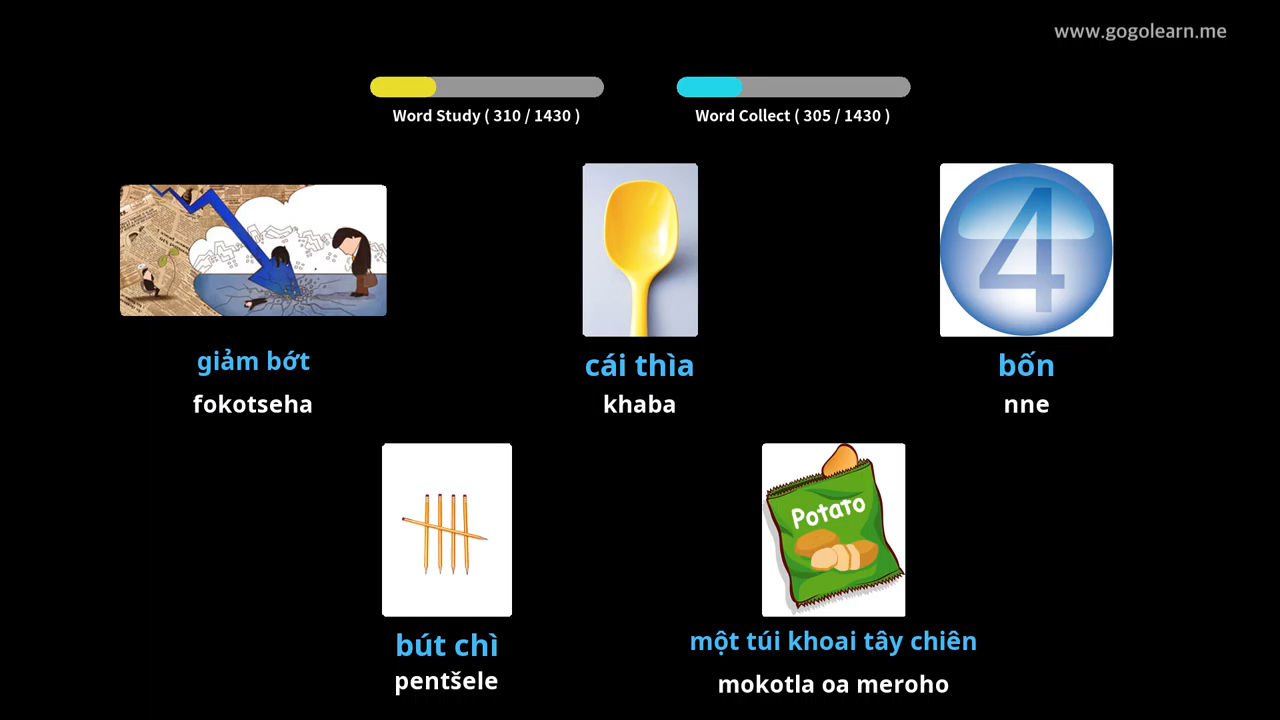 www.gogolearn.me
Word Study ( 310 / 1430 )
Word Collect ( 305 / 1430 )
4
giảm bớt
fokotseha
cái thìa
khaba
bốn
nne
Potato
bút chì
pentšele
một túi khoai tây chiên
mokotla oa meroho